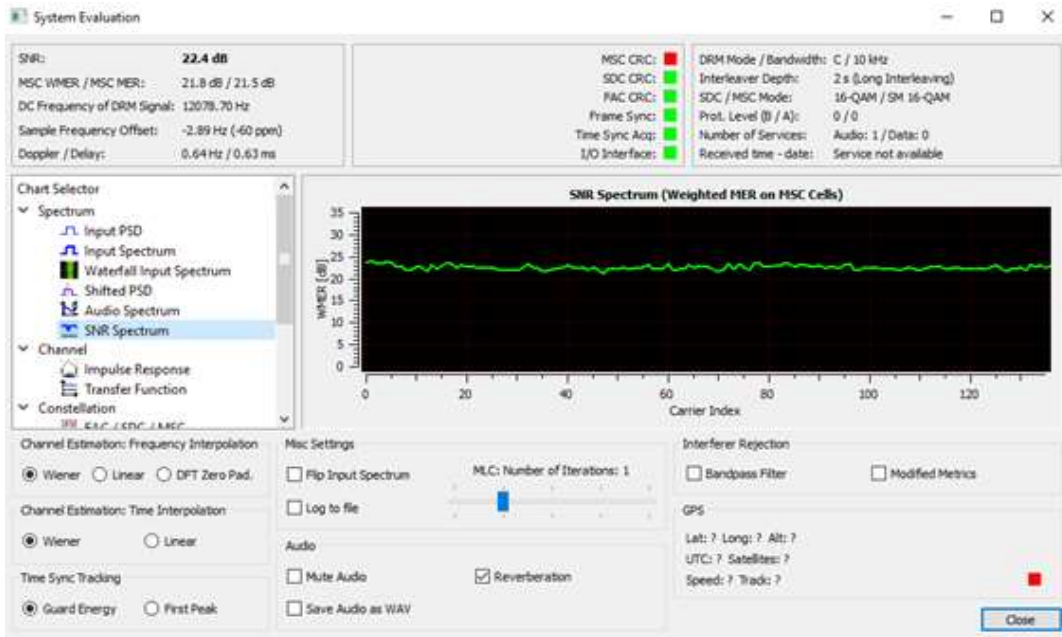 System Evaluation
SNR: 22.4 dB
MSC WMER / MSC MER: 21.8 dB / 21.5 dB
DC Frequency of DRM Signal: 12078.70 Hz
Sample Frequency Offset: -2.89 Hz (-60 ppm)
Doppler / Delay: 0.64 Hz / 0.63 ms
MSC CRC:
SDC CRC:
FAC CRC:
Frame Sync:
Time Sync Acq:
I/O Interface:
DRM Mode / Bandwidth: C / 10 kHz
Interleaver Depth: 2 s (Long Interleaving)
SDC / MSC Mode: 16-QAM / SM 16-QAM
Prot. Level (B / A): 0 / 0
Number of Services: Audio: 1 / Data: 0
Received time - date: Service not available
Chart Selector
Spectrum
Input PSD
Input Spectrum
Waterfall Input Spectrum
Shifted PSD
Audio Spectrum
SNR Spectrum
Channel
Impulse Response
Transfer Function
Constellation
FAC / SDC / MSC
SNR Spectrum (Weighted MER on MSC Cells)
WMER [dB]
35
30
25
20
15
10
5
0
0 20 40 60 80 100 120
Carrier Index
Channel Estimation: Frequency Interpolation
Wiener Linear DFT Zero Pad.
Channel Estimation: Time Interpolation
Wiener Linear
Time Sync Tracking
Guard Energy First Peak
Misc Settings
Flip Input Spectrum
MLC: Number of Iterations: 1
Log to file
Audio
Mute Audio Reverberation
Save Audio as WAV
Interferer Rejection
Bandpass Filter Modified Metrics
GPS
Lat: ? Long: ? Alt: ?
UTC: ? Satellites: ?
Speed: ? Track: ?
Close